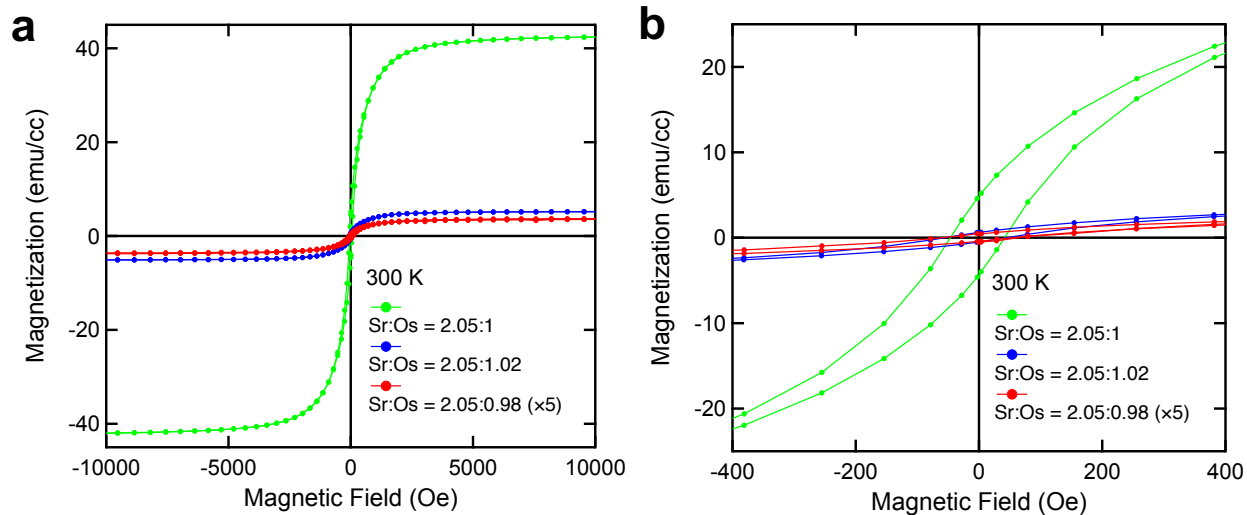 a
Magnetization (emu/cc)
40
20
0
-20
-40
-10000
-5000
0
5000
10000
Magnetic Field (Oe)
300 K
Sr:Os = 2.05:1
Sr:Os = 2.05:1.02
Sr:Os = 2.05:0.98 (×5)
b
Magnetization (emu/cc)
20
10
0
-10
-20
-400
-200
0
200
400
Magnetic Field (Oe)
300 K
Sr:Os = 2.05:1
Sr:Os = 2.05:1.02
Sr:Os = 2.05:0.98 (×5)